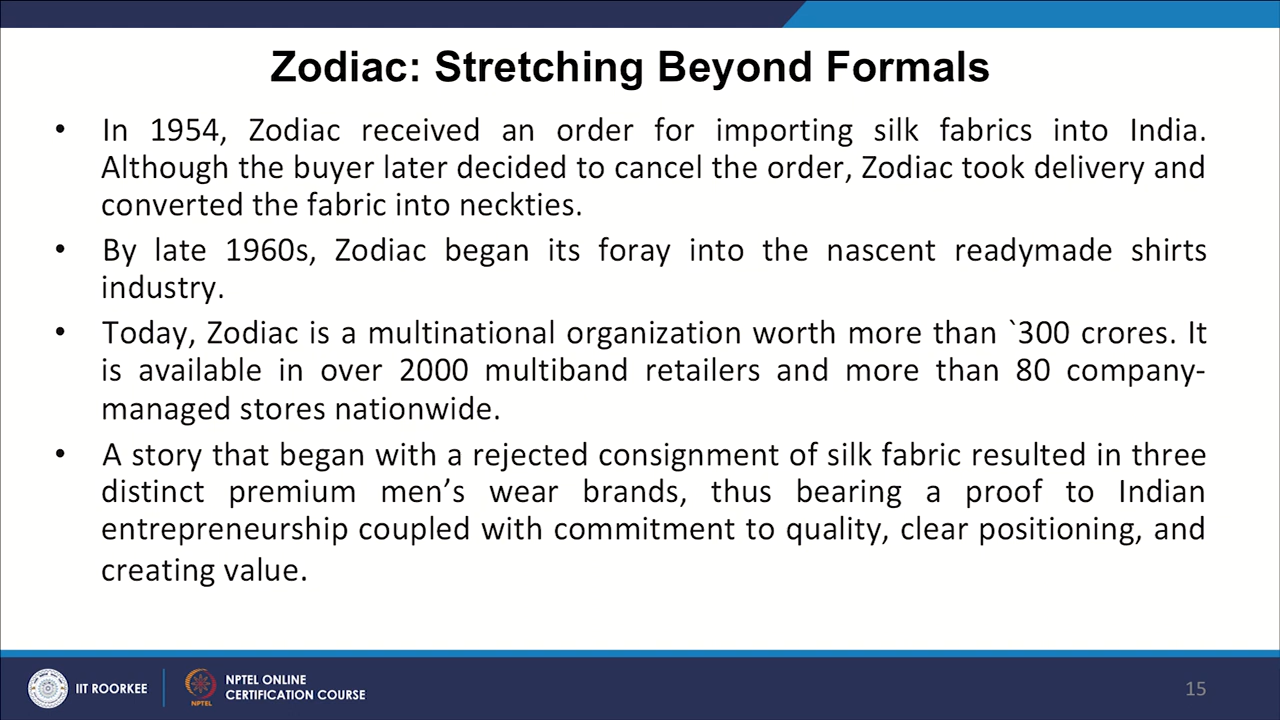 Zodiac: Stretching Beyond Formals
• In 1954, Zodiac received an order for importing silk fabrics into India.
Although the buyer later decided to cancel the order, Zodiac took delivery and
converted the fabric into neckties.
• By late 1960s, Zodiac began its foray into the nascent readymade shirts
industry.
• Today, Zodiac is a multinational organization worth more than `300 crores. It
is available in over 2000 multiband retailers and more than 80 company-
managed stores nationwide.
• A story that began with a rejected consignment of silk fabric resulted in three
distinct premium men’s wear brands, thus bearing a proof to Indian
entrepreneurship coupled with commitment to quality, clear positioning, and
creating value.
IIT ROORKEE
NPTEL
NPTEL ONLINE
CERTIFICATION COURSE
15